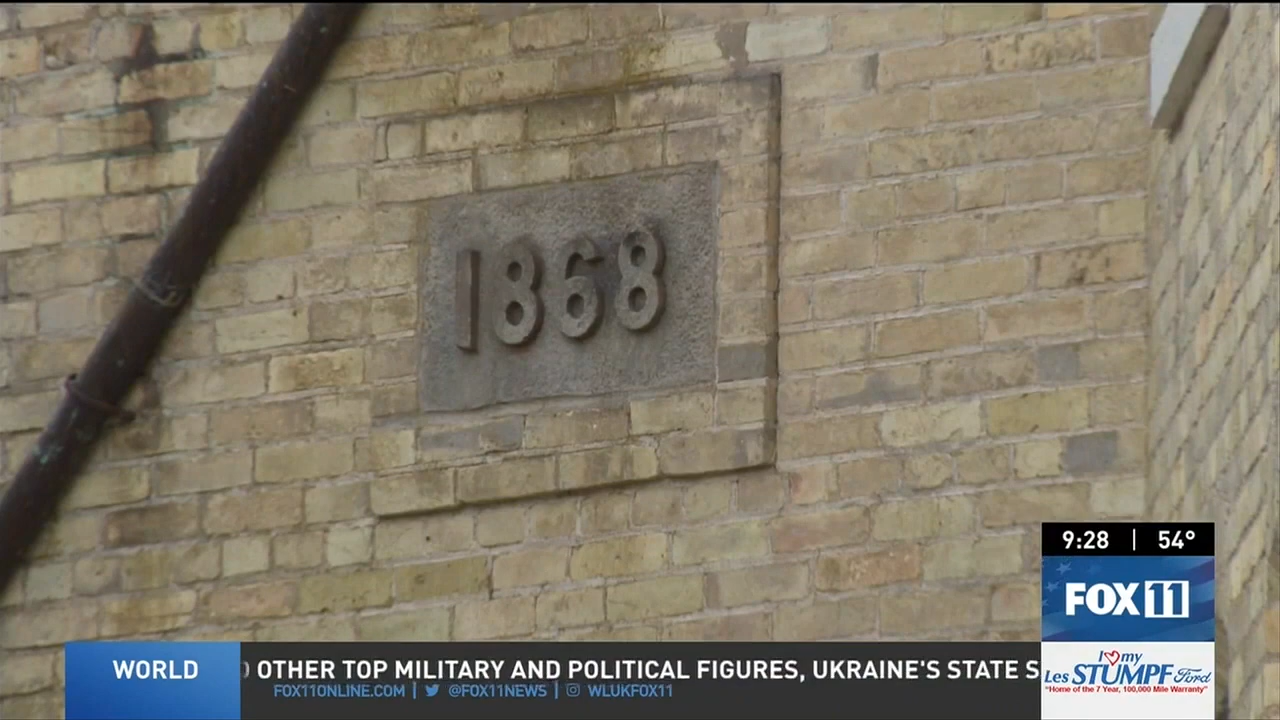 1868
9:28 | 54°
FOX 11
WORLD
OTHER TOP MILITARY AND POLITICAL FIGURES, UKRAINE'S STATE S
FOX11ONLINE.COM | @FOX11NEWS | WLUKFOX11
I my
Les STUMPF Ford
"Home of the 7 Year, 100,000 Mile Warranty"